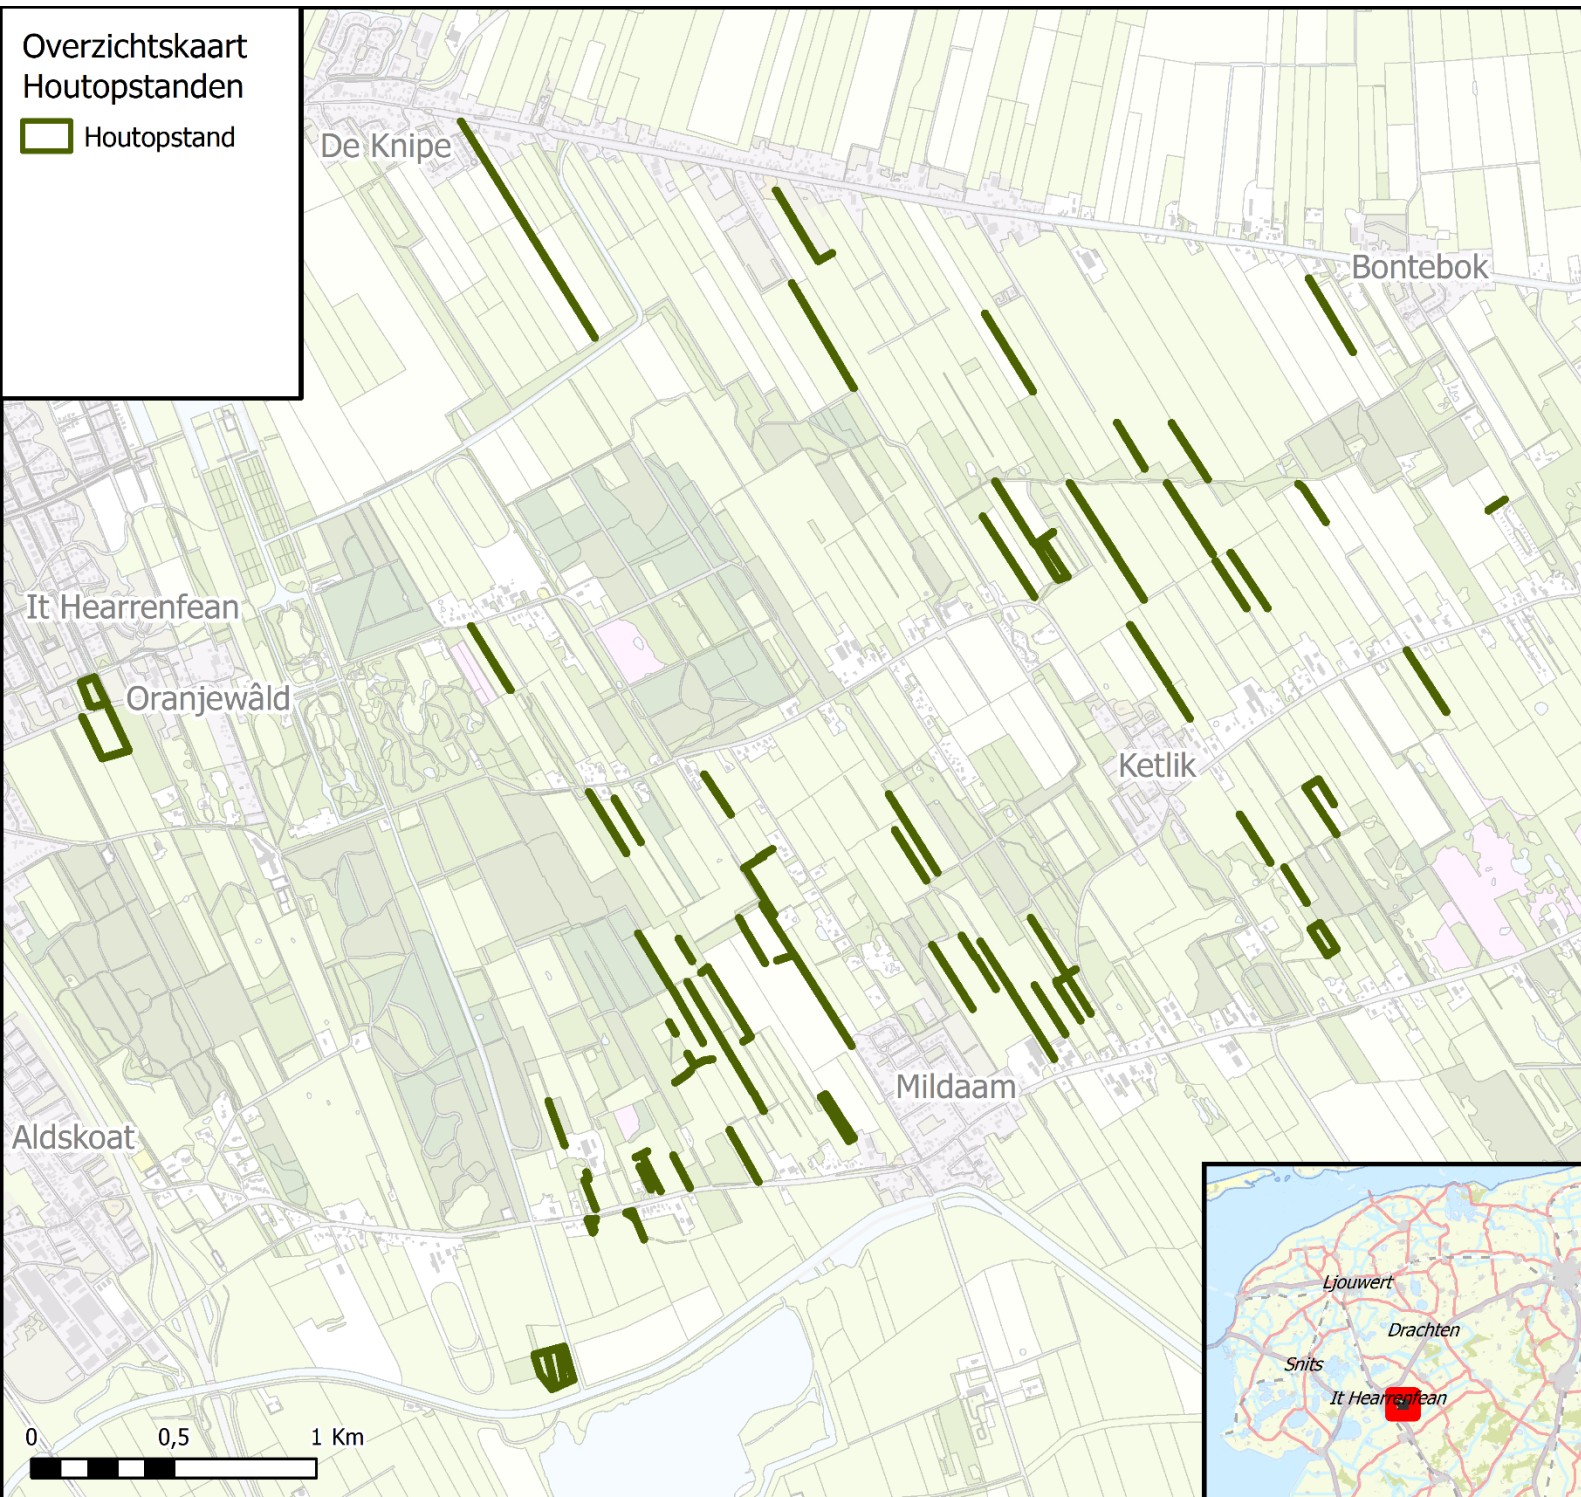 Overzichtskaart
Houtopstanden
Houtopstand
De Knipe
Bontebok
It Hearrenfean
Oranjewâld
Ketlik
Mildaam
Aldskoat
Ljouwert
Drachten
Snits
It Hearrenfean
0 0,5 1 Km